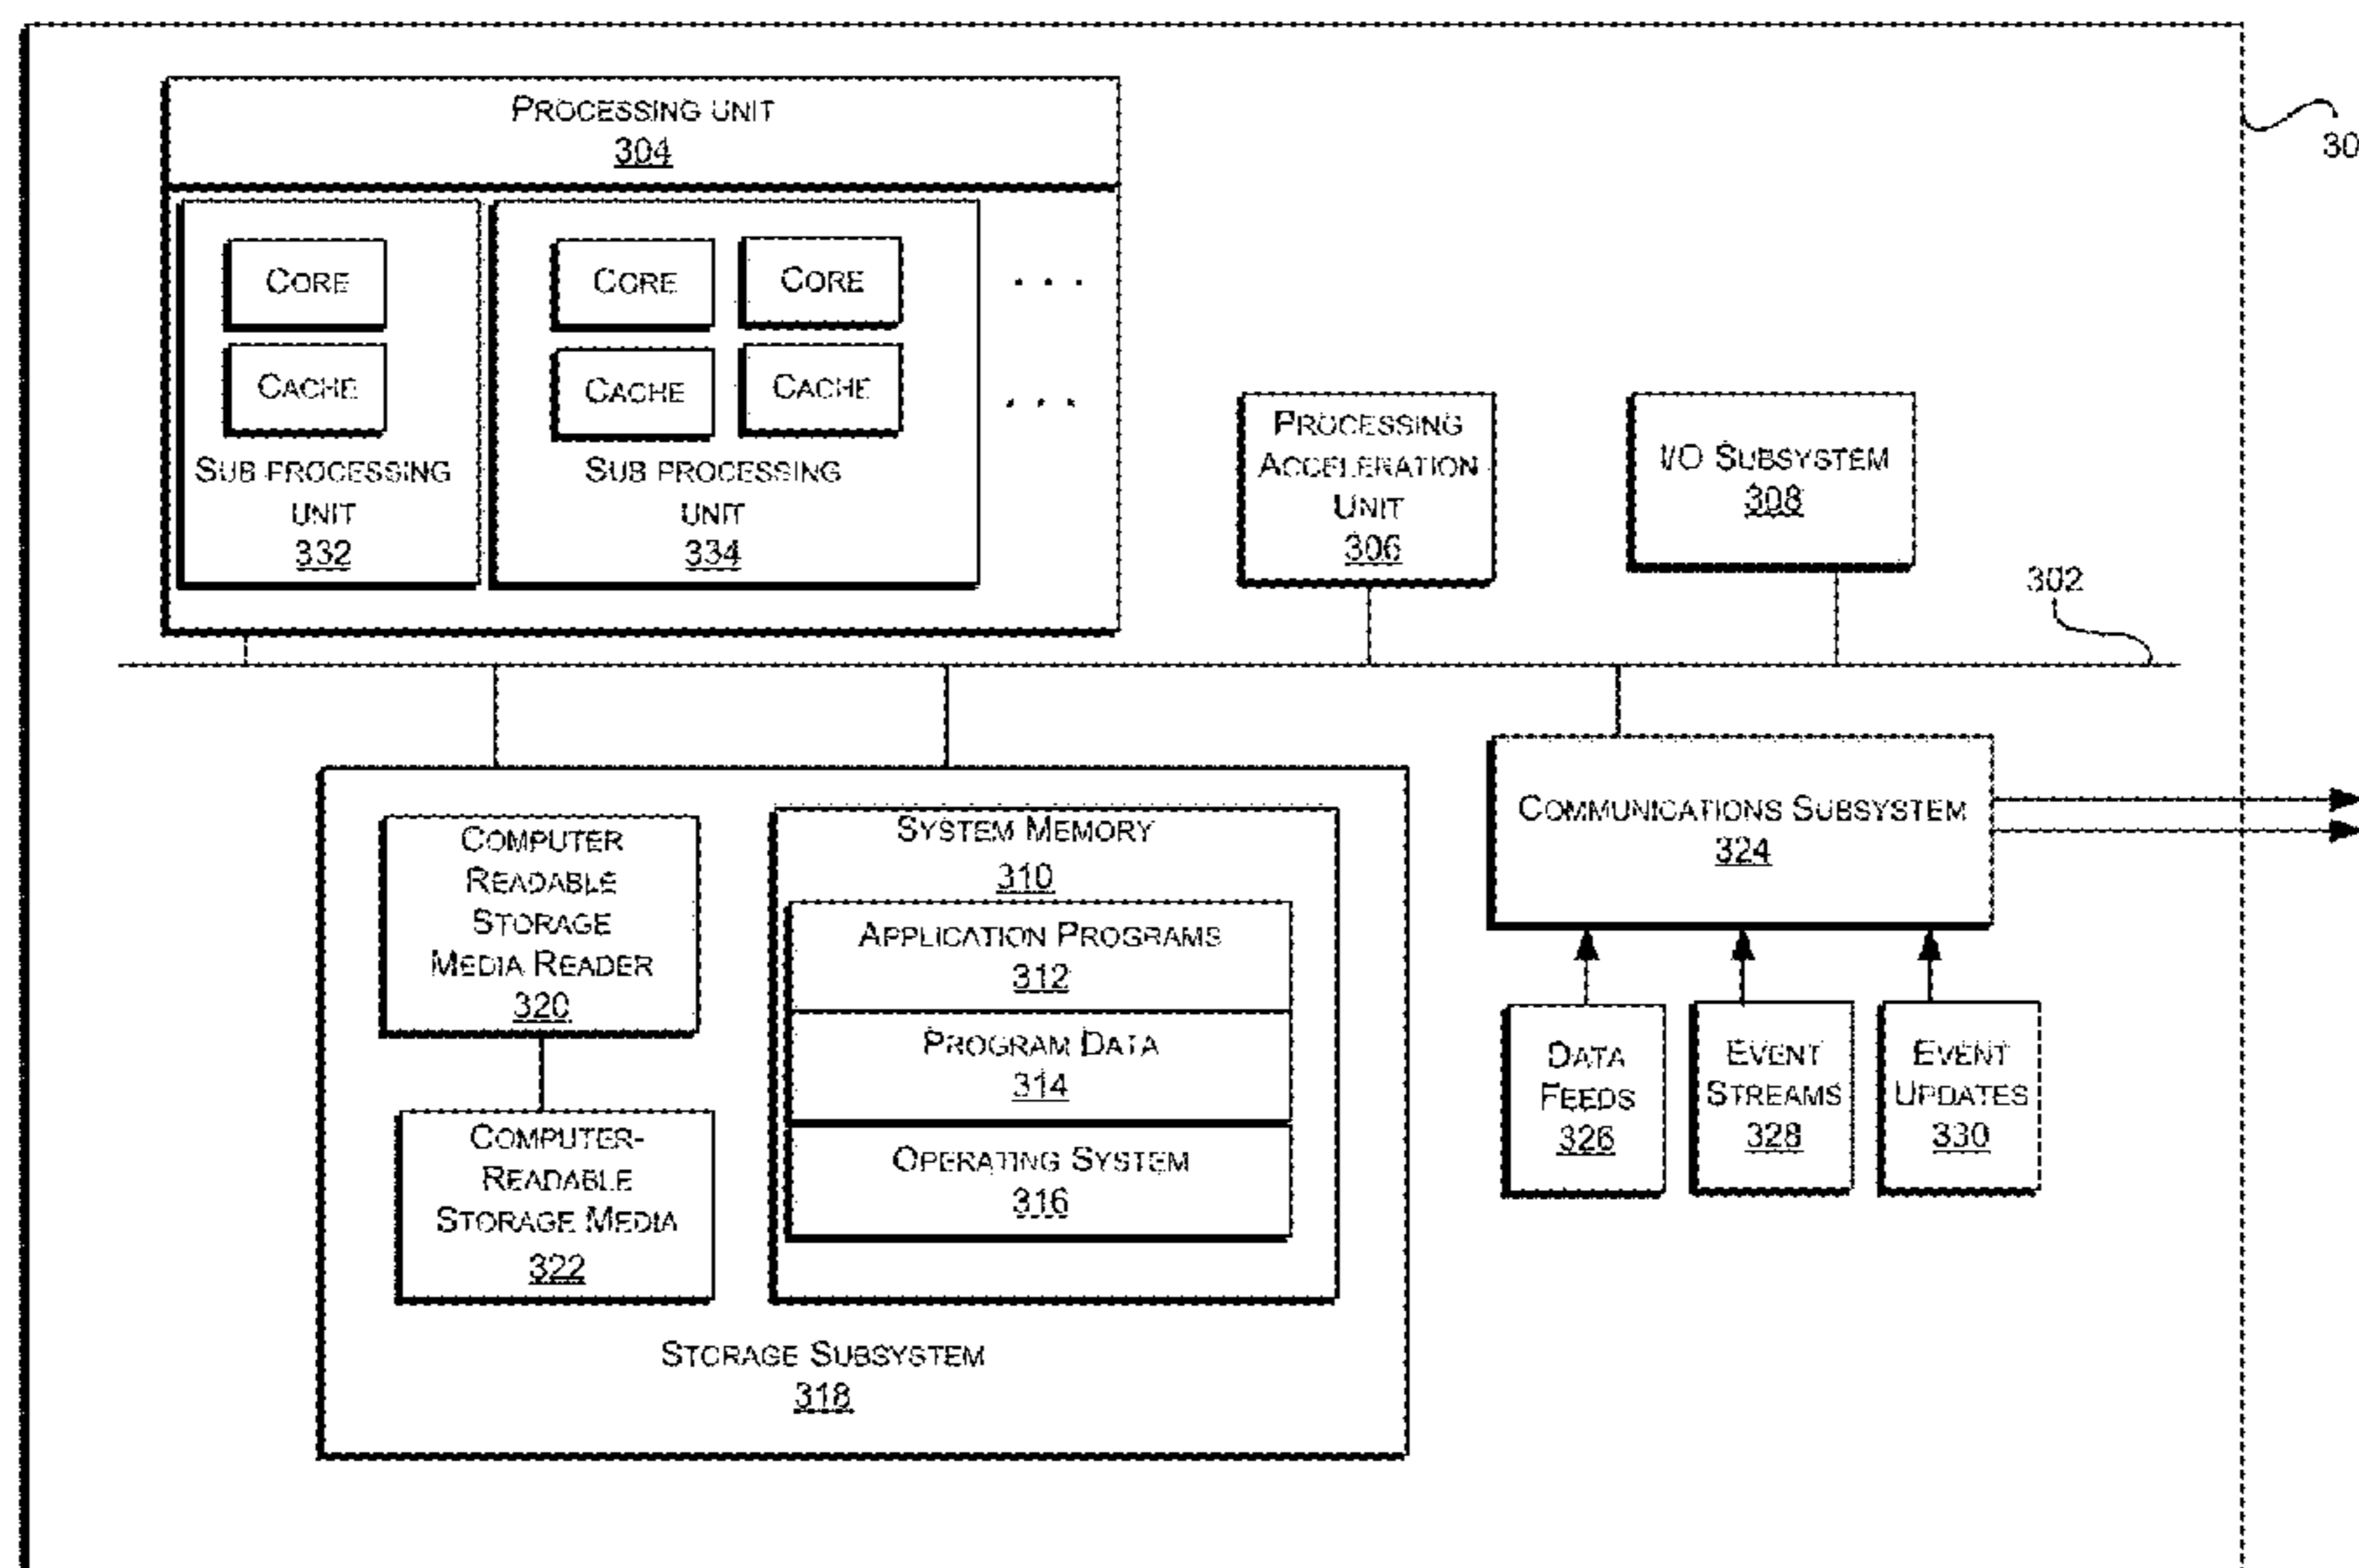 PROCESSING UNIT
304
CORE
CACHE
SUB PROCESSING
UNIT
332
CORE
CORE
CACHE
CACHE
SUB PROCESSING
UNIT
334
. . .
. . .
PROCESSING
ACCELERATION
UNIT
306
I/O SUBSYSTEM
308
30
302
COMPUTER
READABLE
STORAGE
MEDIA READER
320
COMPUTER-
READABLE
STORAGE MEDIA
322
SYSTEM MEMORY
310
APPLICATION PROGRAMS
312
PROGRAM DATA
314
OPERATING SYSTEM
316
STORAGE SUBSYSTEM
318
COMMUNICATIONS SUBSYSTEM
324
DATA
FEEDS
326
EVENT
STREAMS
328
EVENT
UPDATES
330